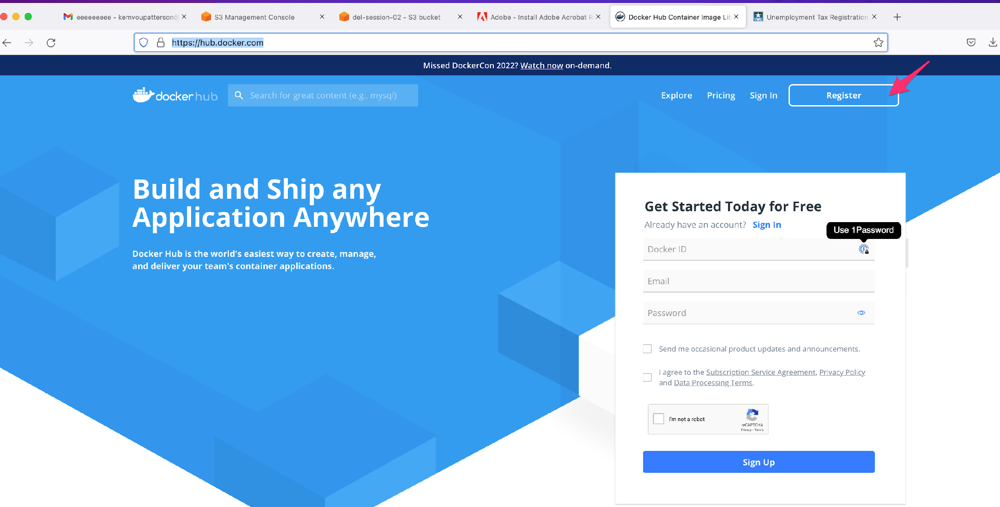 eeeeeeeee - kemvoupatterson@
S3 Management Console
del-session-02 - S3 bucket
Adobe - Install Adobe Acrobat R
Docker Hub Container Image Lib
TWC
Unemployment Tax Registration
https://hub.docker.com
Missed DockerCon 2022? Watch now on-demand.
docker hub
Search for great content (e.g., mysql)
Explore
Pricing
Sign In
Register
Build and Ship any
Application Anywhere
Docker Hub is the world's easiest way to create, manage,
and deliver your team's container applications.
Get Started Today for Free
Already have an account? Sign In
Use 1Password
Docker ID
Email
Password
Send me occasional product updates and announcements.
I agree to the Subscription Service Agreement, Privacy Policy
and Data Processing Terms.
I'm not a robot
reCAPTCHA
Privacy - Terms
Sign Up